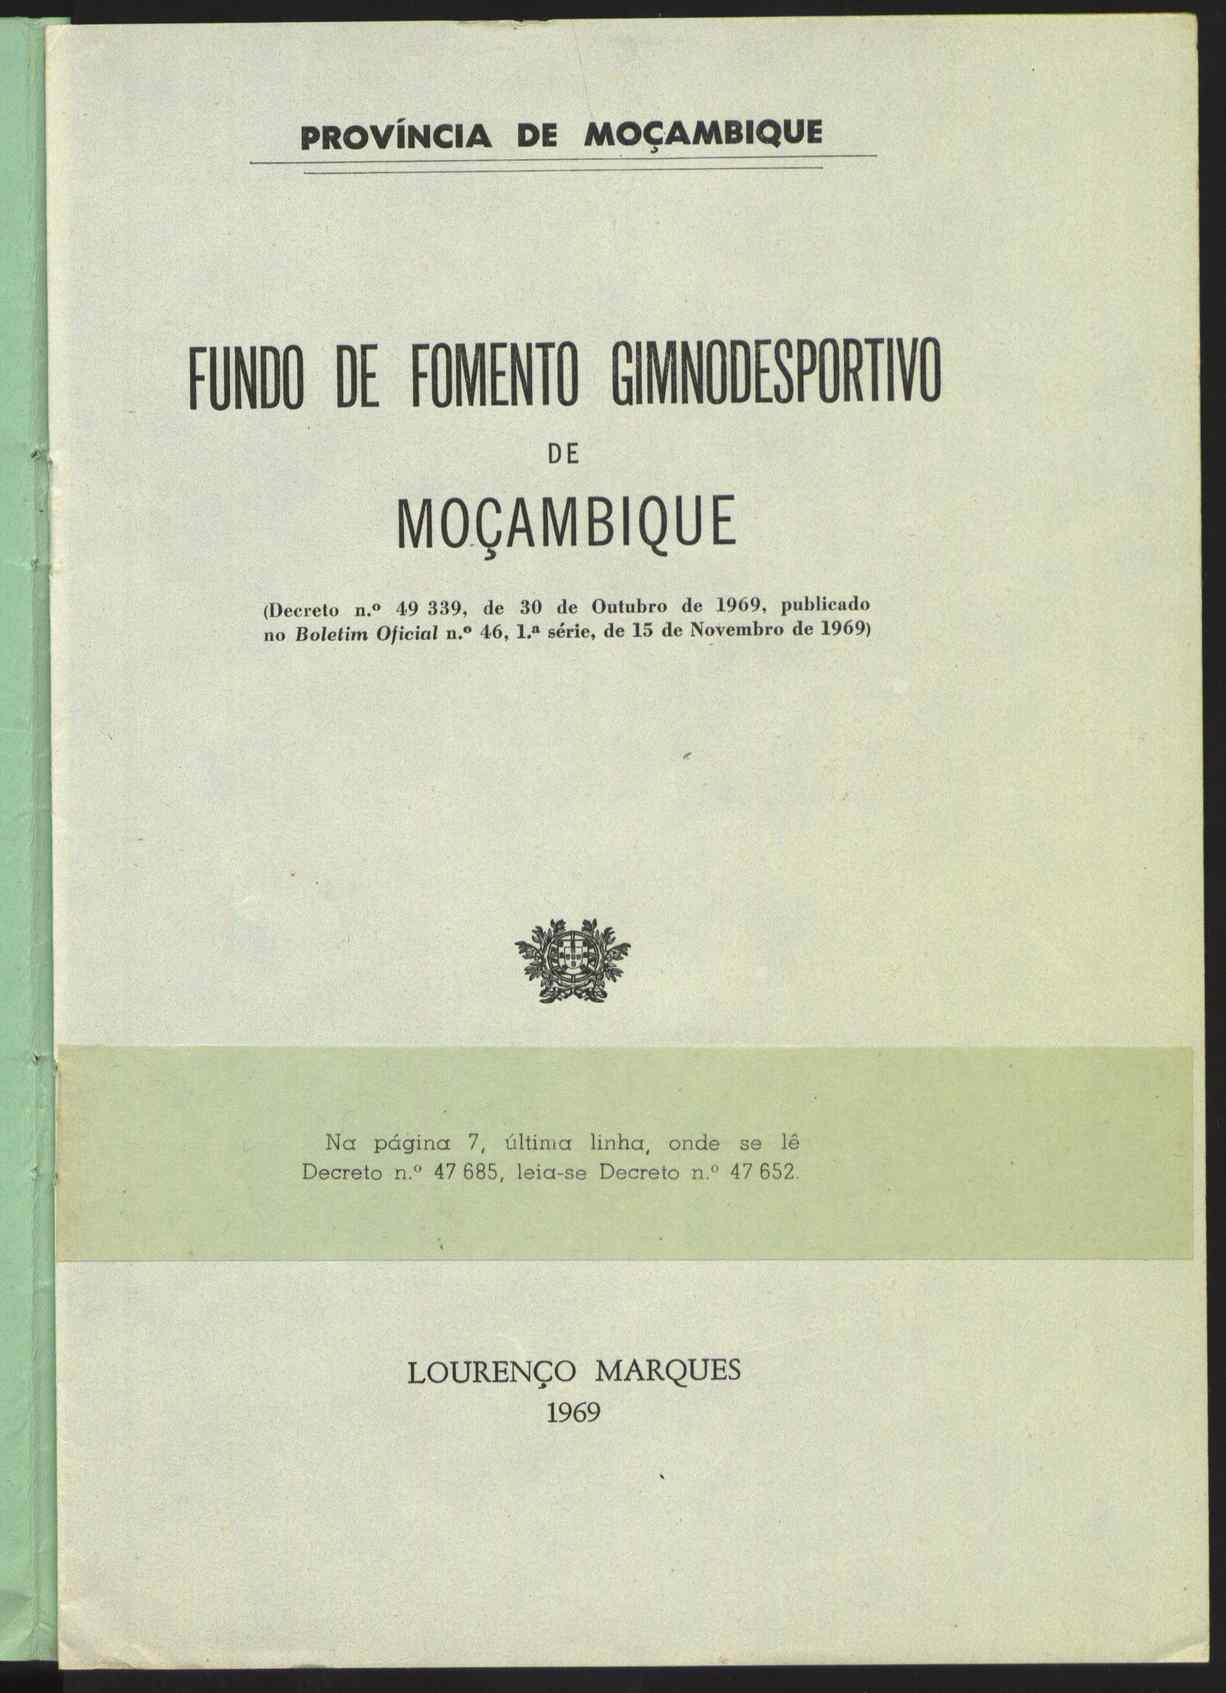 PROVÍNCIA DE MOÇAMBIQUE
FUNDO DE FOMENTO GIMNODESPORTIVO
DE
MOÇAMBIQUE
(Decreto n.º 49 339, de 30 de Outubro de 1969, publicado
no Boletim Oficial n.º 46, 1.ª série, de 15 de Novembro de 1969)
Na página 7, última linha, onde se lê
Decreto n.º 47 685, leia-se Decreto n.º 47 652.
LOURENÇO MARQUES
1969